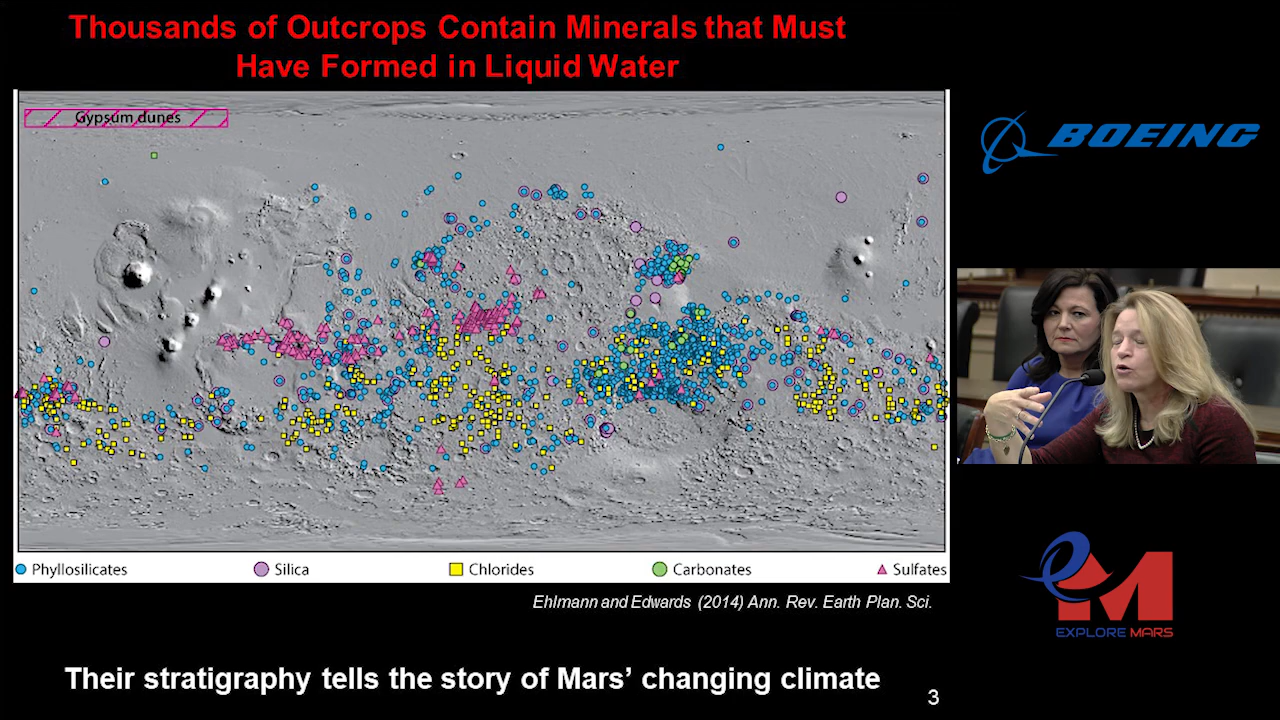 Thousands of Outcrops Contain Minerals that Must
Have Formed in Liquid Water
Gypsum dunes
Phyllosilicates
Silica
Chlorides
Carbonates
Sulfates
Ehlmann and Edwards (2014) Ann. Rev. Earth Plan. Sci.
Their stratigraphy tells the story of Mars’ changing climate
3
BOEING
eM
EXPLORE MARS